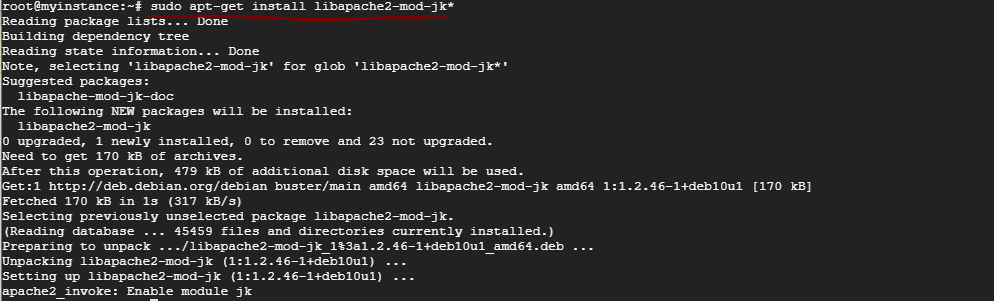 root@myinstance:~# sudo apt-get install libapache2-mod-jk*
Reading package lists... Done
Building dependency tree
Reading state information... Done
Note, selecting 'libapache2-mod-jk' for glob 'libapache2-mod-jk*'
Suggested packages:
  libapache-mod-jk-doc
The following NEW packages will be installed:
  libapache2-mod-jk
0 upgraded, 1 newly installed, 0 to remove and 23 not upgraded.
Need to get 170 kB of archives.
After this operation, 479 kB of additional disk space will be used.
Get:1 http://deb.debian.org/debian buster/main amd64 libapache2-mod-jk amd64 1:1.2.46-1+deb10u1 [170 kB]
Fetched 170 kB in 1s (317 kB/s)
Selecting previously unselected package libapache2-mod-jk.
(Reading database ... 45459 files and directories currently installed.)
Preparing to unpack .../libapache2-mod-jk_1%3a1.2.46-1+deb10u1_amd64.deb ...
Unpacking libapache2-mod-jk (1:1.2.46-1+deb10u1) ...
Setting up libapache2-mod-jk (1:1.2.46-1+deb10u1) ...
apache2_invoke: Enable module jk